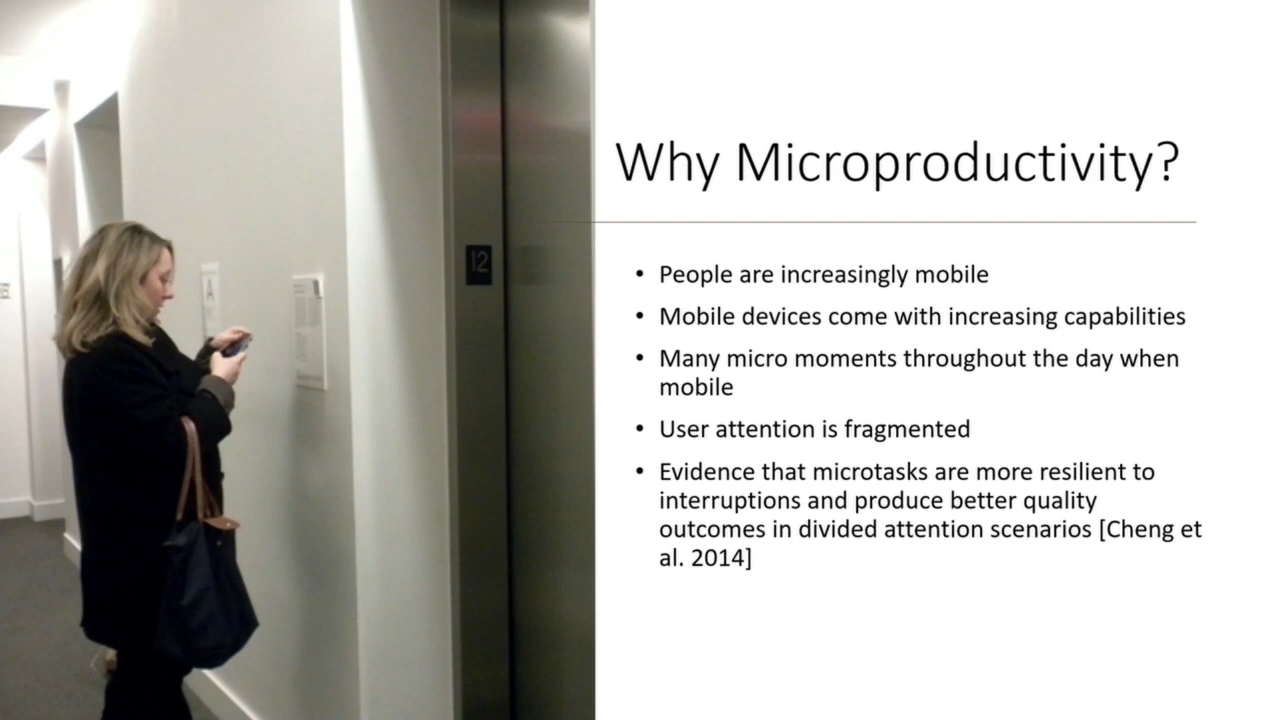 Why Microproductivity?
• People are increasingly mobile
• Mobile devices come with increasing capabilities
• Many micro moments throughout the day when
mobile
• User attention is fragmented
• Evidence that microtasks are more resilient to
interruptions and produce better quality
outcomes in divided attention scenarios [Cheng et
al. 2014]
12
A